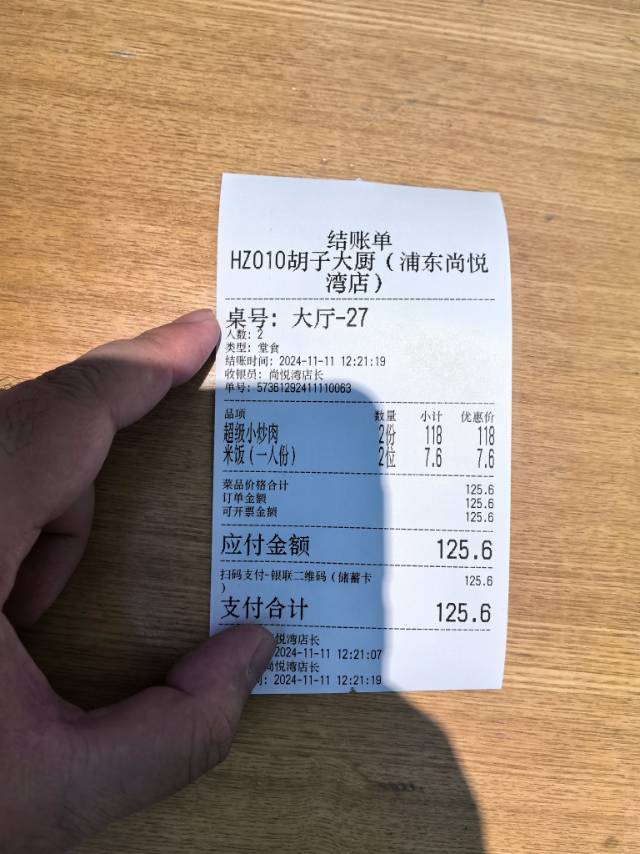 结账单
HZ010胡子大厨（浦东尚悦
湾店）
桌号: 大厅-27
人数: 2
类型: 堂食
结账时间: 2024-11-11 12:21:19
收银员: 尚悦湾店长
单号: 57361292411110063
品项 数量 小计 优惠价
超级小炒肉 2份 118 118
米饭（一人份） 2位 7.6 7.6
菜品价格合计 125.6
订单金额 125.6
可开票金额 125.6
应付金额 125.6
扫码支付-银联二维码（储蓄卡 125.6
）
支付合计 125.6
悦湾店长
2024-11-11 12:21:07
尚悦湾店长
间: 2024-11-11 12:21:19